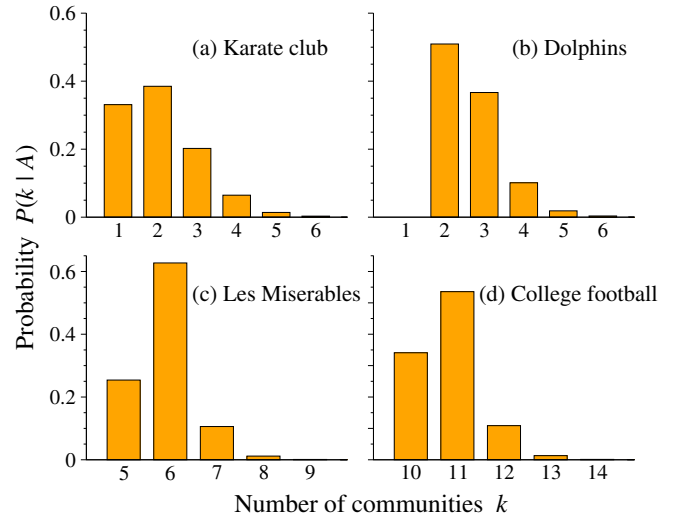 0.6
0.4
0.2
0
(a) Karate club
1 2 3 4 5 6
(b) Dolphins
1 2 3 4 5 6
Probability P(k | A)
0.6
0.4
0.2
0
(c) Les Miserables
5 6 7 8 9
(d) College football
10 11 12 13 14
Number of communities k